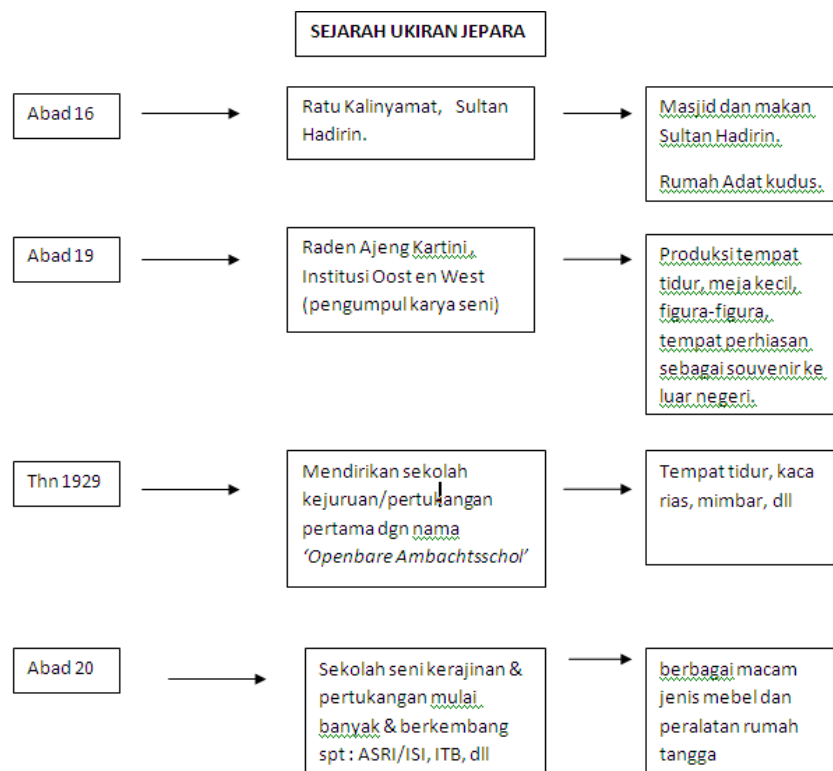 SEJARAH UKIRAN JEPARA
Abad 16
Ratu Kalinyamat, Sultan
Hadirin.
Masjid dan makan
Sultan Hadirin.
Rumah Adat kudus.
Abad 19
Raden Ajeng Kartini,
Institusi Oost en West
(pengumpul karya seni)
Produksi tempat
tidur, meja kecil,
figura-figura,
tempat perhiasan
sebagai souvenir ke
luar negeri.
Thn 1929
Mendirikan sekolah
kejuruan/pertukangan
pertama dgn nama
‘Openbare Ambachtsschol’
Tempat tidur, kaca
rias, mimbar, dll
Abad 20
Sekolah seni kerajinan &
pertukangan mulai
banyak & berkembang
spt : ASRI/ISI, ITB, dll
berbagai macam
jenis mebel dan
peralatan rumah
tangga